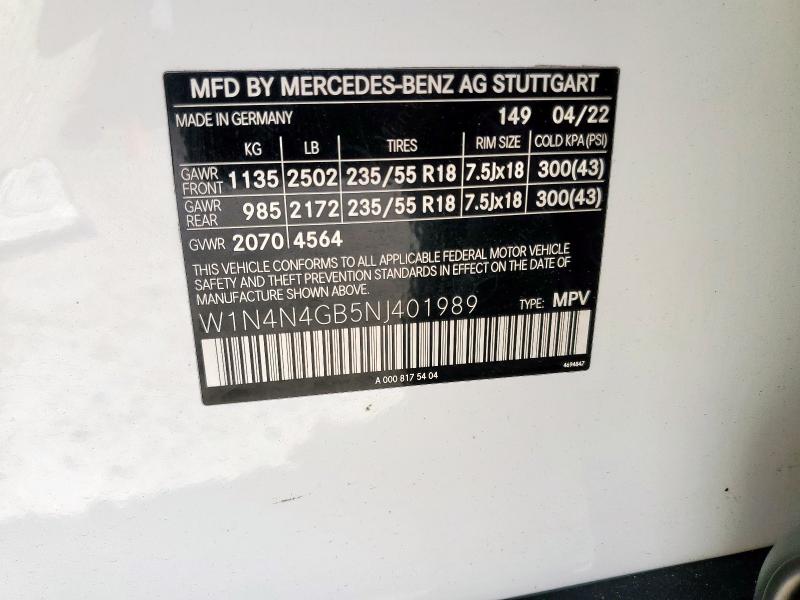 MFD BY MERCEDES-BENZ AG STUTTGART
MADE IN GERMANY 149 04/22
KG LB TIRES RIM SIZE COLD KPA(PSI)
GAWR FRONT 1135 2502 235/55 R18 7.5Jx18 300(43)
GAWR REAR 985 2172 235/55 R18 7.5Jx18 300(43)
GVWR 2070 4564
THIS VEHICLE CONFORMS TO ALL APPLICABLE FEDERAL MOTOR VEHICLE
SAFETY AND THEFT PREVENTION STANDARDS IN EFFECT ON THE DATE OF
MANUFACTURE SHOWN ABOVE.
W1N4N4GB5NJ401989 TYPE: MPV
A 000 817 54 04 4694847